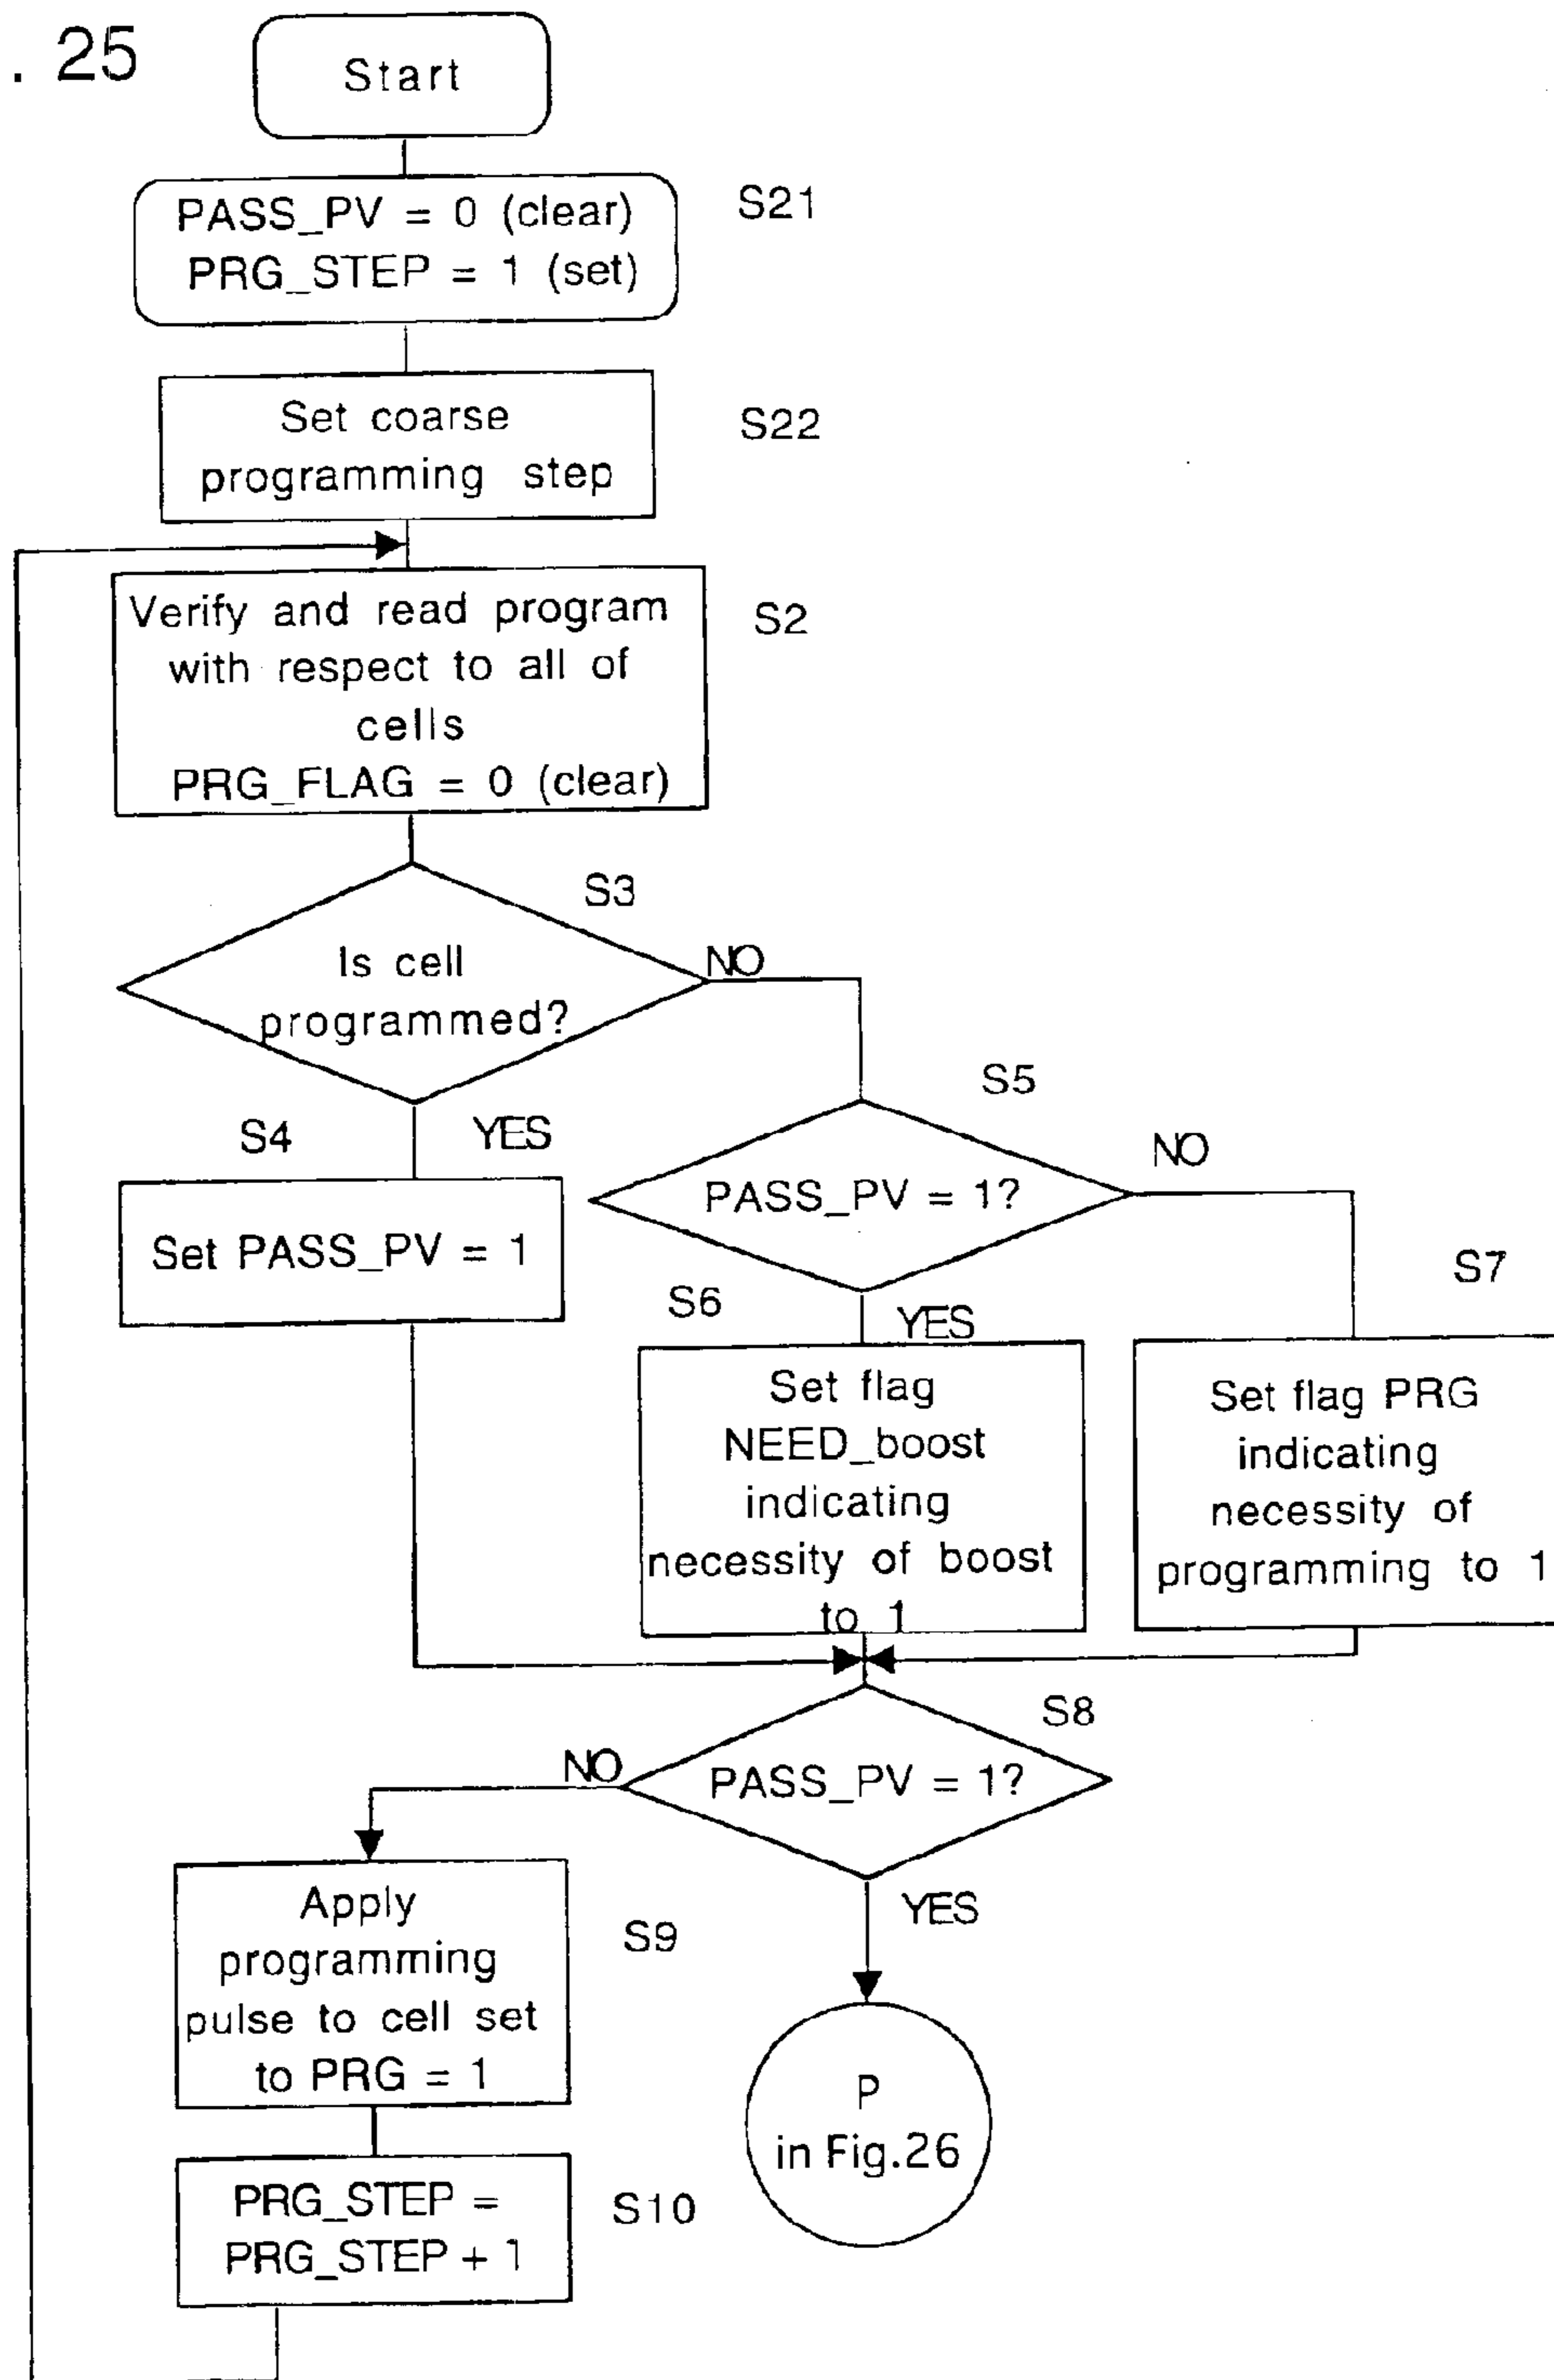 . 25
Start
PASS_PV = 0 (clear)
PRG_STEP = 1 (set)
S21
Set coarse
programming step
S22
Verify and read program
with respect to all of
cells
PRG_FLAG = 0 (clear)
S2
S3
Is cell
programmed?
NO
YES
S4
Set PASS_PV = 1
S5
PASS_PV = 1?
NO
YES
S6
Set flag
NEED_boost
indicating
necessity of boost
to 1
S7
Set flag PRG
indicating
necessity of
programming to 1
S8
PASS_PV = 1?
NO
YES
Apply
programming
pulse to cell set
to PRG = 1
S9
P
in Fig.26
PRG_STEP =
PRG_STEP + 1
S10